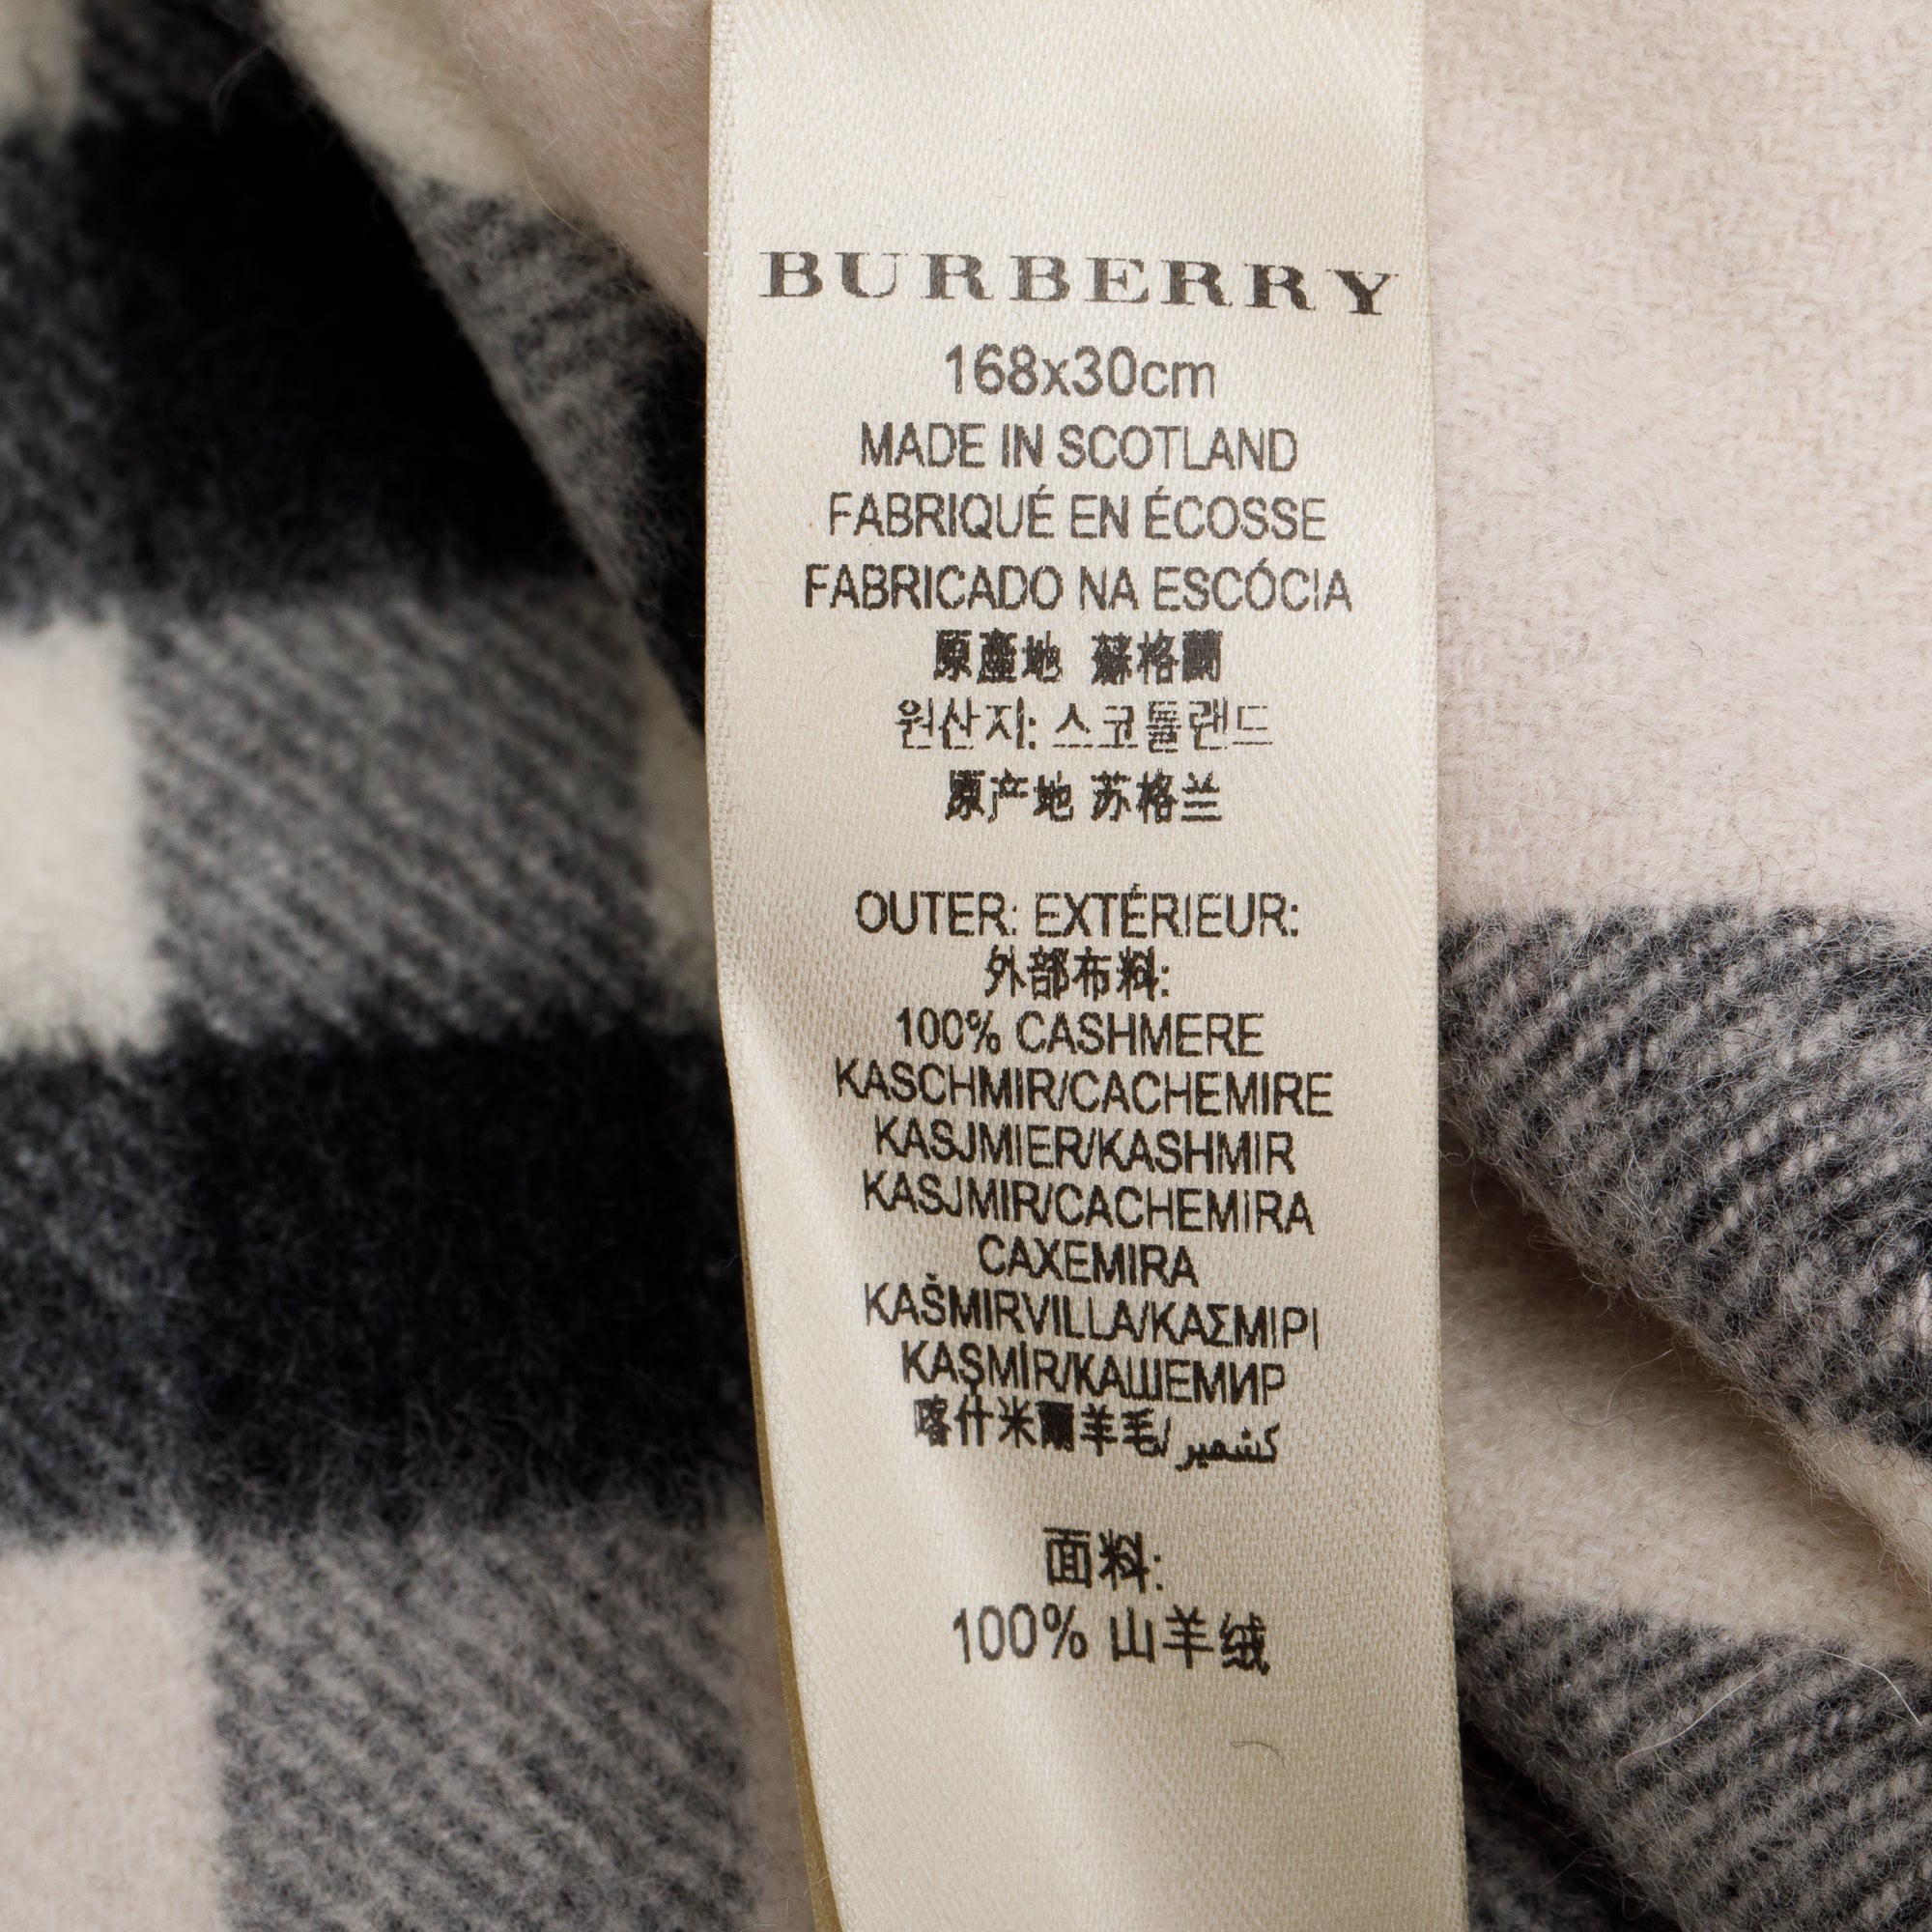 BURBERRY
168x30cm
MADE IN SCOTLAND
FABRIQUÉ EN ÉCOSSE
FABRICADO NA ESCÓCIA
原產地 蘇格蘭
원산지: 스코틀랜드
原产地 苏格兰
OUTER: EXTÉRIEUR:
外部布料:
100% CASHMERE
KASCHMIR/CACHEMIRE
KASJMIER/KASHMIR
KASJMIR/CACHEMIRA
CAXEMIRA
KAŠMIRVILLA/ΚΑΣΜΙΡΙ
KAŞMİR/КАШЕМИР
喀什米爾羊毛/كشمير
面料:
100% 山羊绒